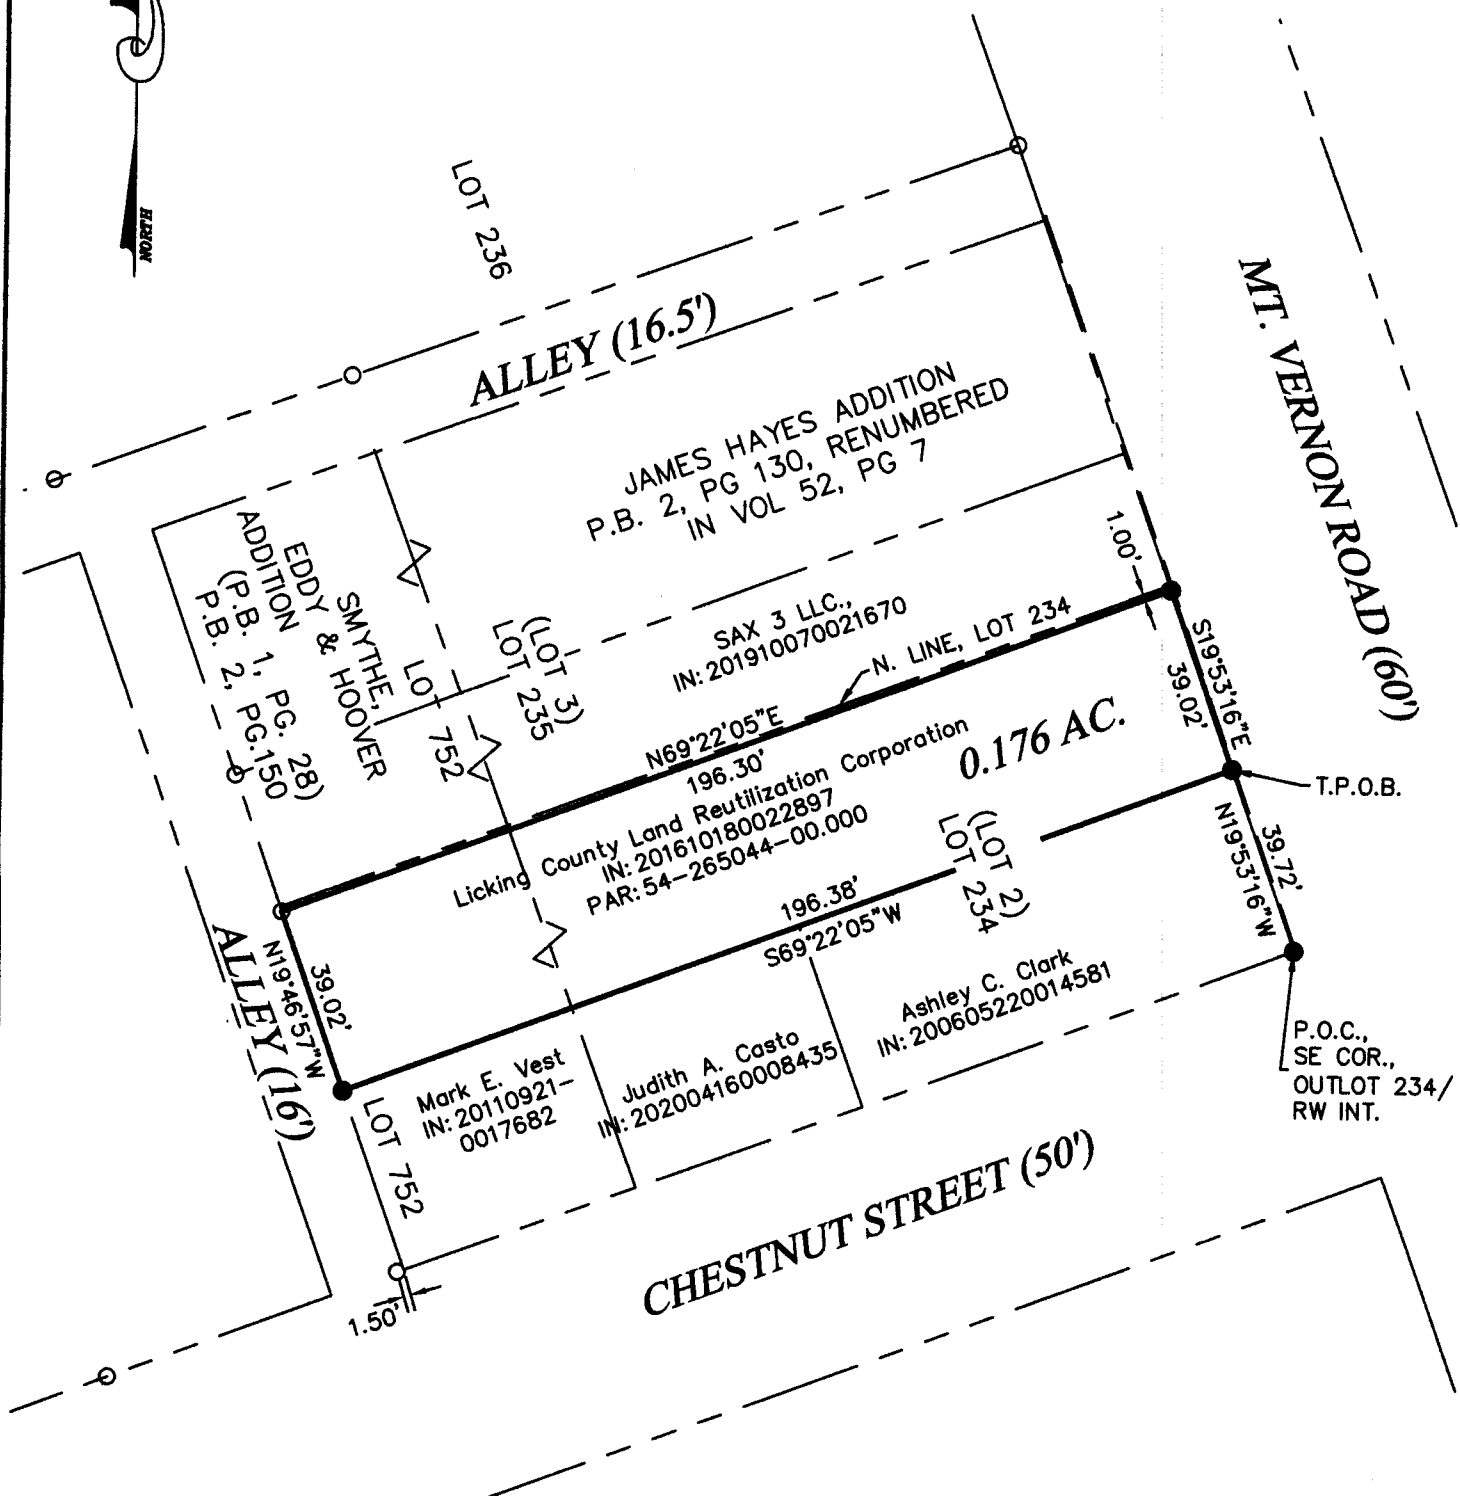 NORTH
LOT 236
ALLEY (16.5')
MT. VERNON ROAD (60')
JAMES HAYES ADDITION
P.B. 2, PG 130, RENUMBERED
IN VOL 52, PG 7
1.00'
SMYTHE,
EDDY & HOOVER
ADDITION
(P.B. 1, PG. 28)
P.B. 2, PG.150
LOT 752
(LOT 3)
LOT 235
SAX 3 LLC.,
IN: 201910070021670
N. LINE, LOT 234
S19°53'16"E
39.02'
N69°22'05"E
196.30'
Licking County Land Reutilization Corporation
IN: 201610180022897
PAR: 54-265044-00.000
0.176 AC.
T.P.O.B.
(LOT 2)
LOT 234
39.72'
N19°53'16"W
196.38'
S69°22'05"W
ALLEY (16')
39.02'
N19°46'57"W
Mark E. Vest
IN: 20110921-
0017682
Judith A. Casto
IN: 202004160008435
Ashley C. Clark
IN: 200605220014581
P.O.C.,
SE COR.,
OUTLOT 234/
RW INT.
LOT 752
CHESTNUT STREET (50')
1.50'